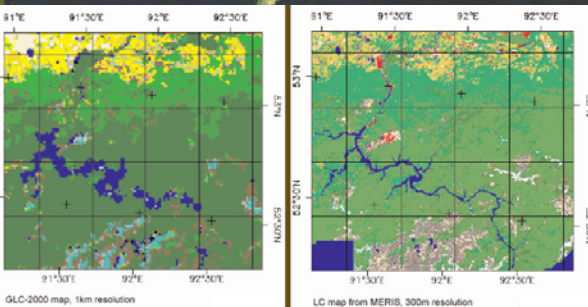 91°E 91°30'E 92°E 92°30'E
53°N
52°30'N
91°30'E 92°E 92°30'E
GLC-2000 map, 1km resolution
91°E 91°30'E 92°E 92°30'E
53°N
52°30'N
91°30'E 92°E 92°30'E
LC map from MERIS, 300m resolution